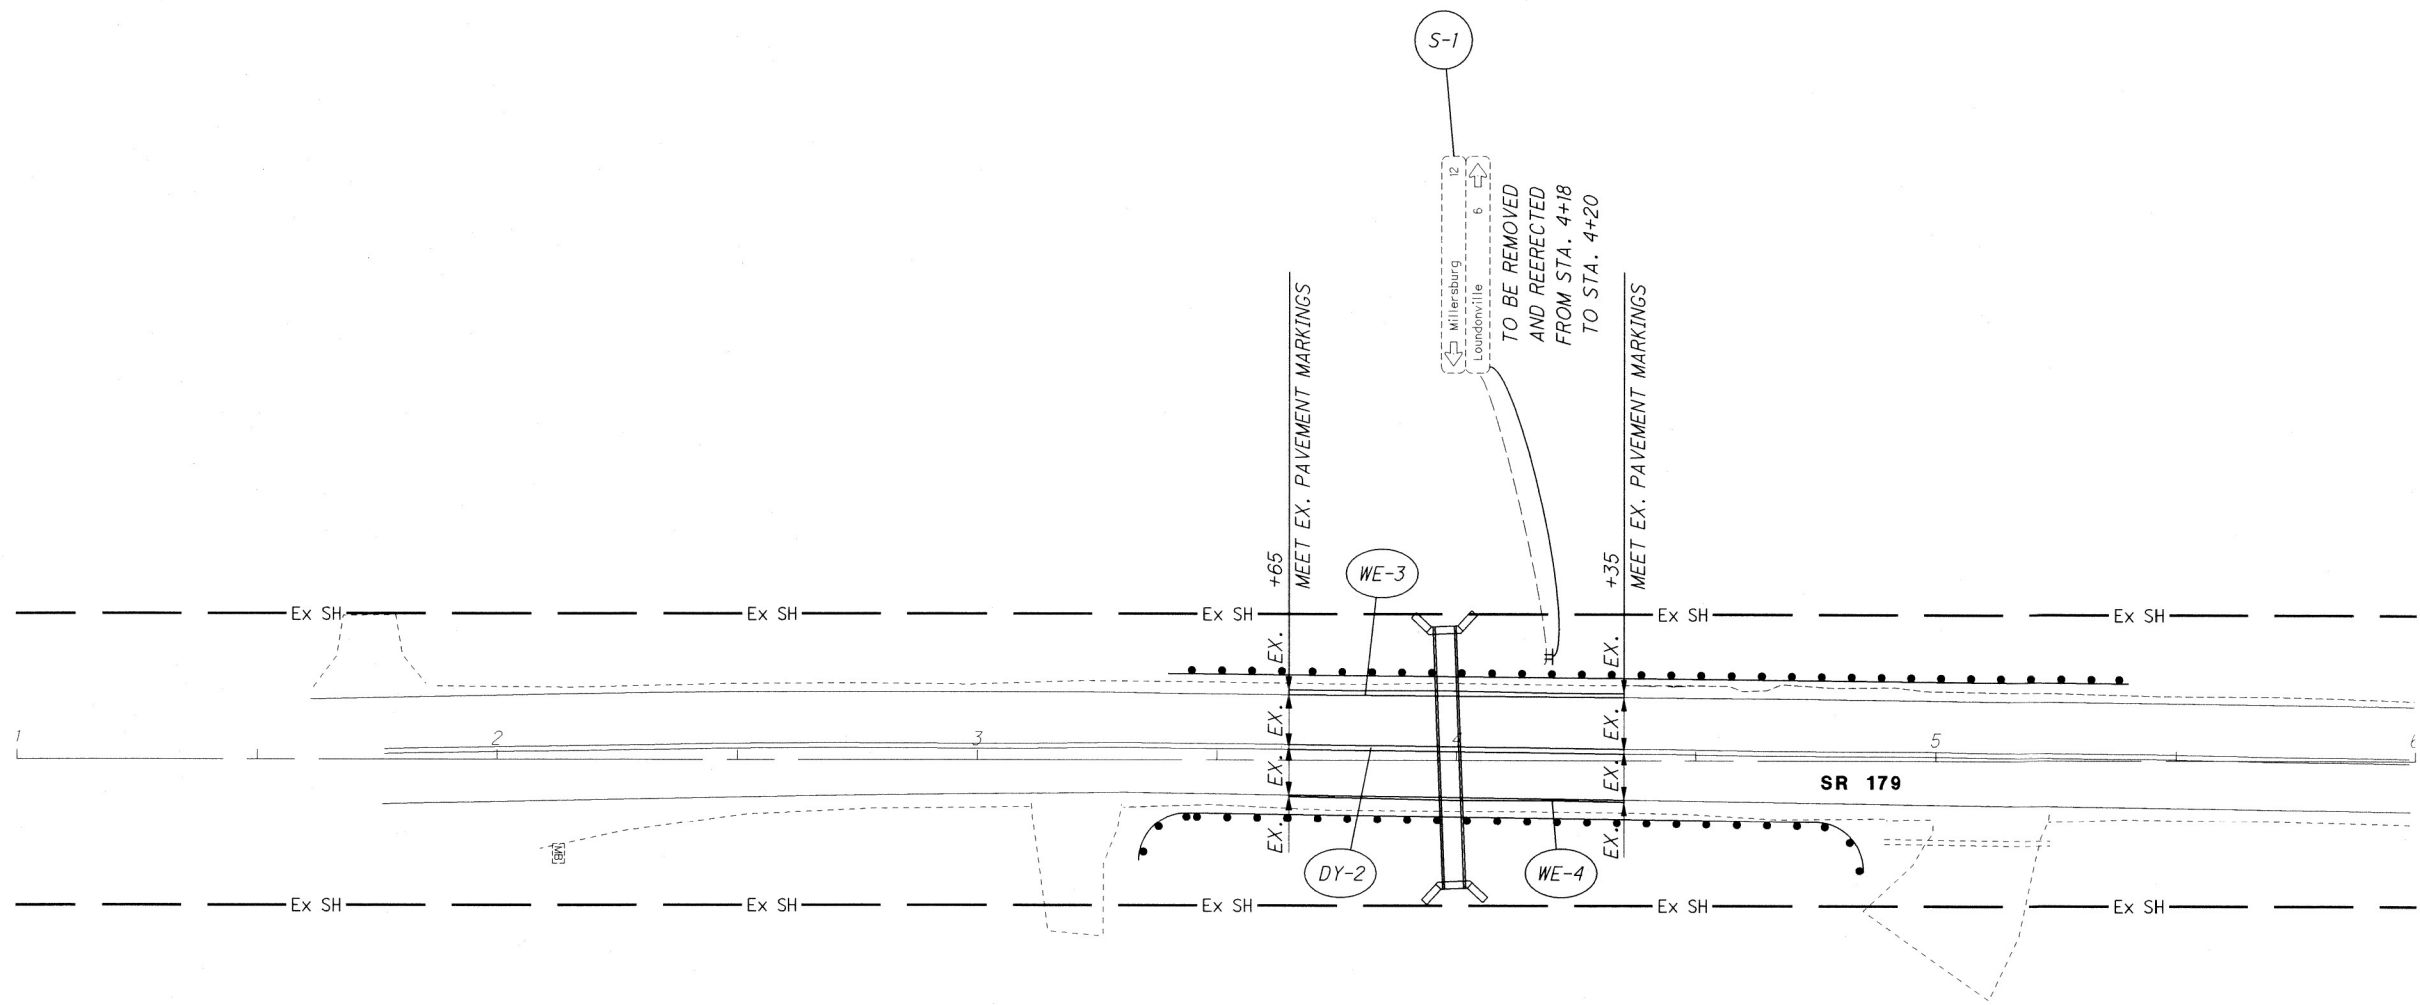 S-1
Millersburg 12
Loundonville 6
TO BE REMOVED
AND REERECTED
FROM STA. 4+18
TO STA. 4+20
+65
MEET EX. PAVEMENT MARKINGS
+35
MEET EX. PAVEMENT MARKINGS
WE-3
Ex SH Ex SH Ex SH Ex SH Ex SH
EX. EX.
EX. EX.
1 2 3 4 5 6
EX. EX.
SR 179
EX. EX.
MB
DY-2 WE-4
Ex SH Ex SH Ex SH Ex SH Ex SH